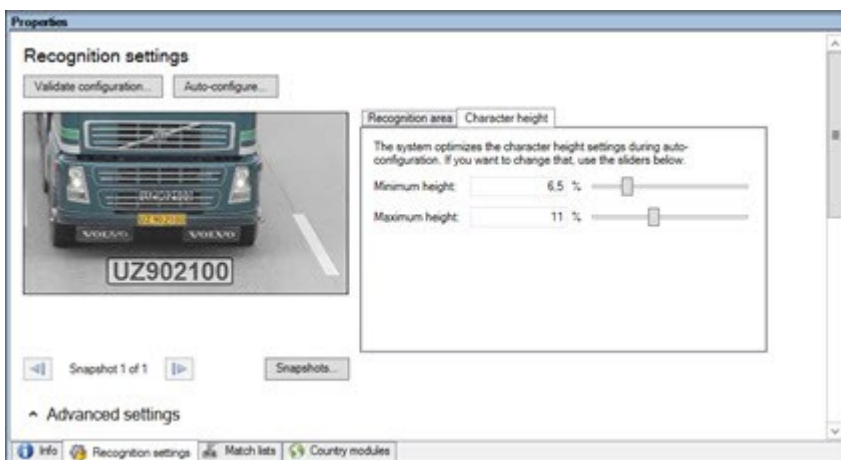 Properties
Recognition settings
Validate configuration...
Auto-configure...
Recognition area
Character height
The system optimizes the character height settings during auto-
configuration. If you want to change that, use the sliders below.
Minimum height: 6.5 %
Maximum height: 11 %
UZ 902100
VOLVO VOLVO
UZ902100
Snapshot 1 of 1
Snapshots...
Advanced settings
Info
Recognition settings
Match lists
Country modules